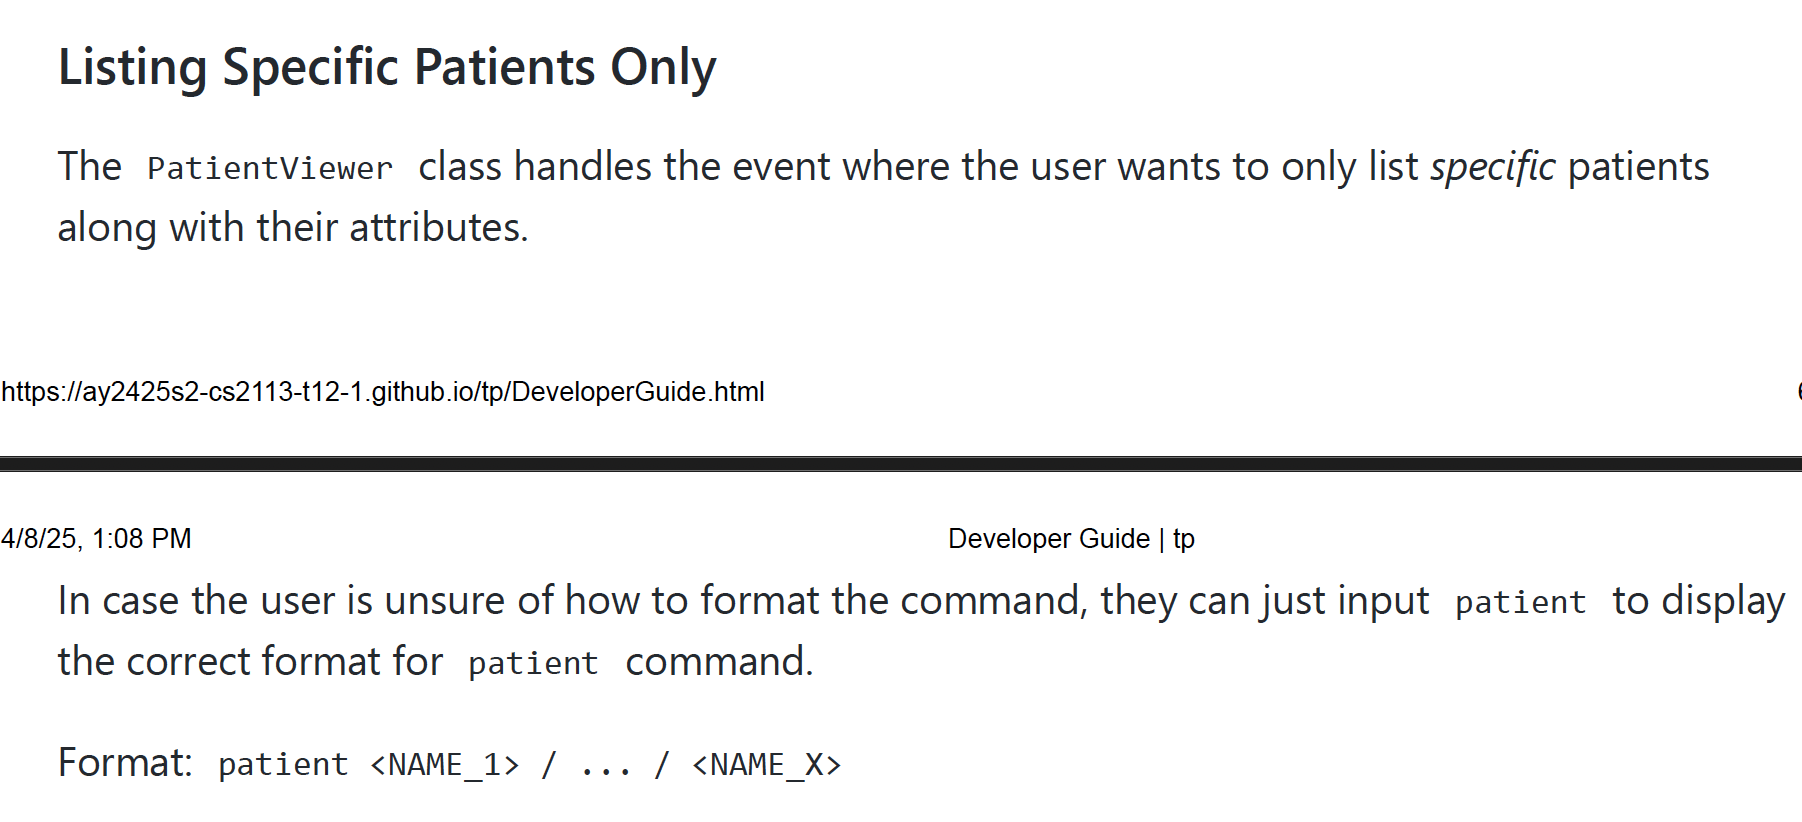 Listing Specific Patients Only
The PatientViewer class handles the event where the user wants to only list specific patients
along with their attributes.
https://ay2425s2-cs2113-t12-1.github.io/tp/DeveloperGuide.html
4/8/25, 1:08 PM Developer Guide | tp
In case the user is unsure of how to format the command, they can just input patient to display
the correct format for patient command.
Format: patient <NAME_1> / ... / <NAME_X>